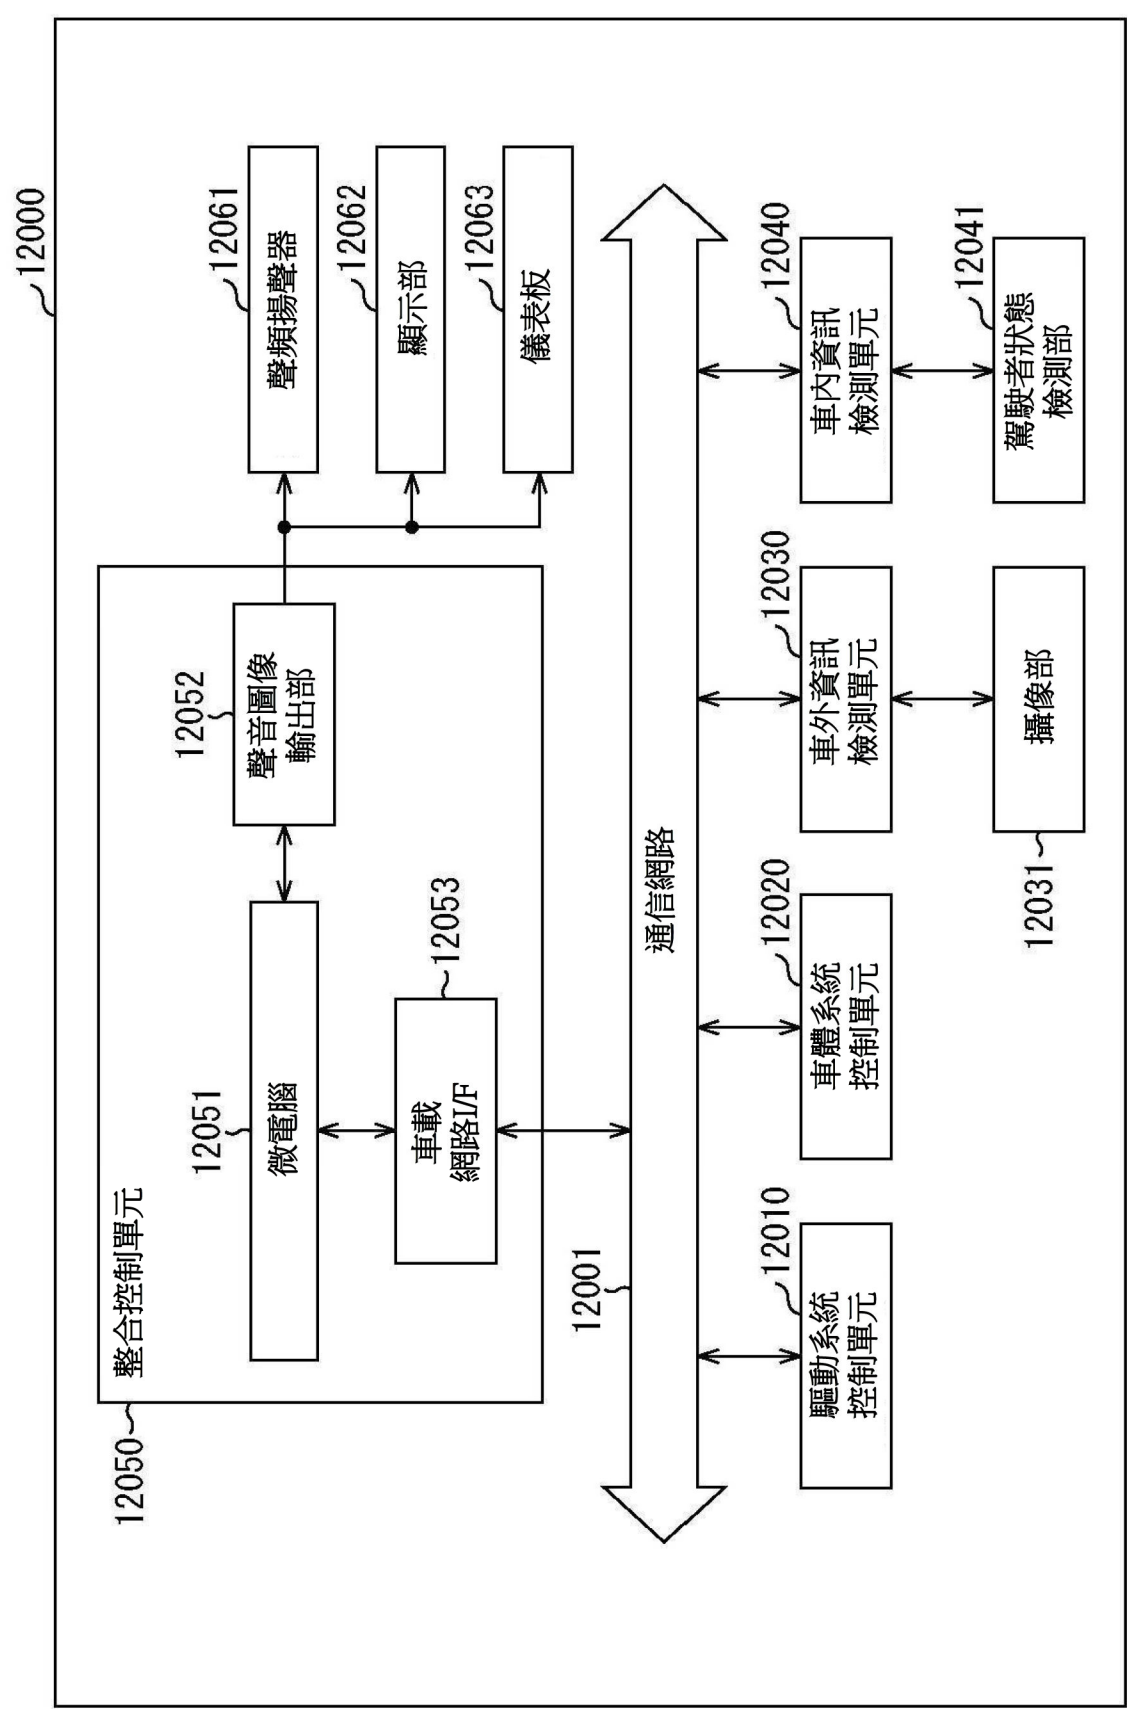 12000
12050
整合控制單元
12051
微電腦
12052
聲音圖像
輸出部
12061
聲頻揚聲器
12062
顯示部
12063
儀表板
12053
車載
網路I/F
12001
通信網路
12010
驅動系統
控制單元
12020
車體系統
控制單元
12030
車外資訊
檢測單元
12040
車內資訊
檢測單元
12031
攝像部
12041
駕駛者狀態
檢測部